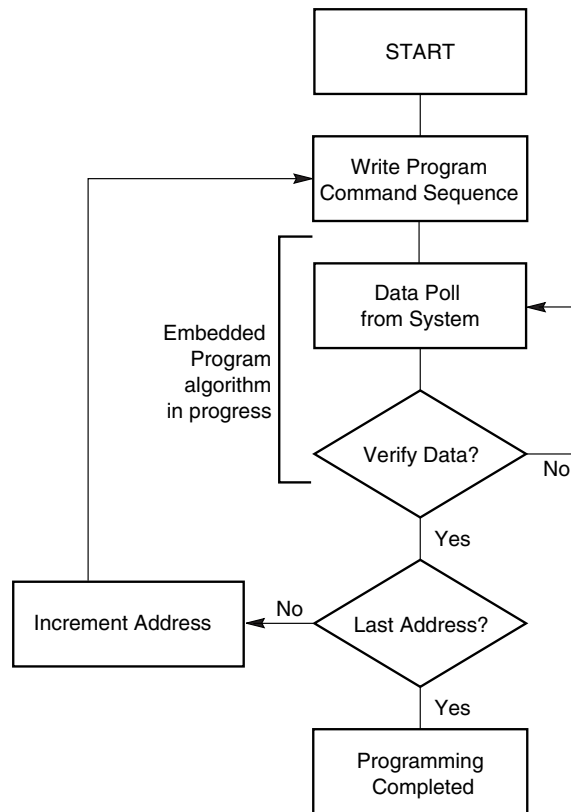 START
Write Program
Command Sequence
Data Poll
from System
Embedded
Program
algorithm
in progress
Verify Data?
No
Yes
Last Address?
No
Increment Address
Yes
Programming
Completed